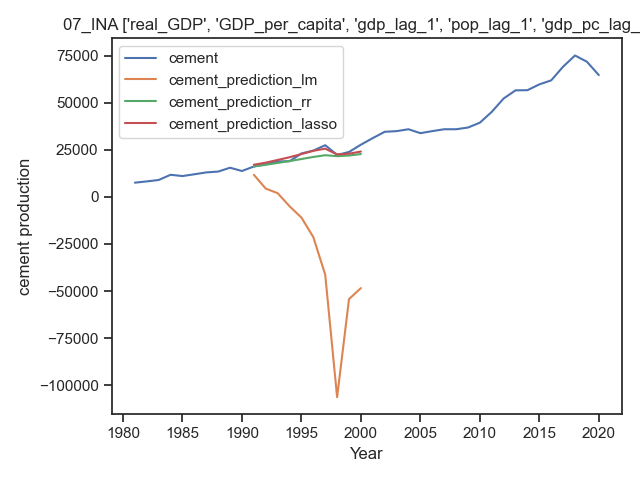 07_INA ['real_GDP', 'GDP_per_capita', 'gdp_lag_1', 'pop_lag_1', 'gdp_pc_lag_
cement
cement_prediction_lm
cement_prediction_rr
cement_prediction_lasso
75000
50000
25000
0
−25000
−50000
−75000
−100000
cement production
1980 1985 1990 1995 2000 2005 2010 2015 2020
Year